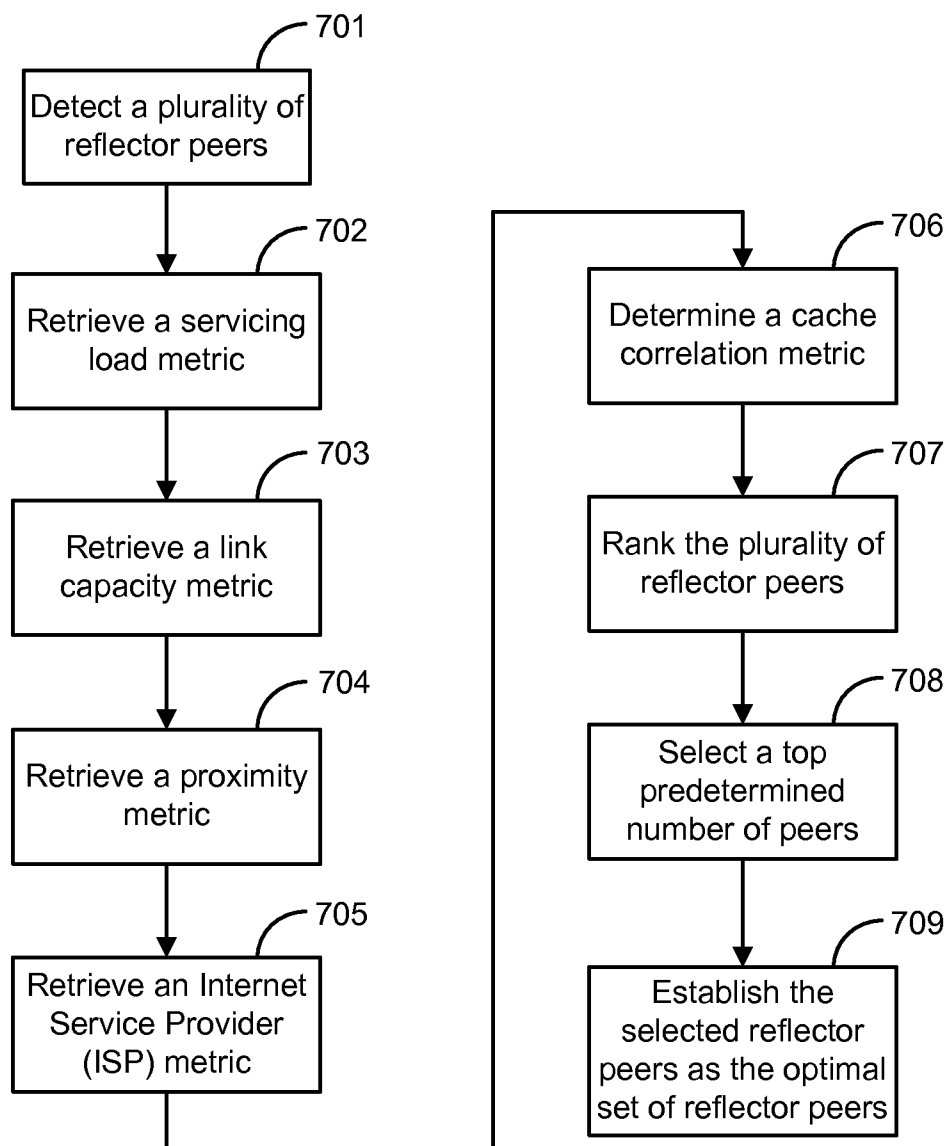 701
Detect a plurality of
reflector peers
702
Retrieve a servicing
load metric
703
Retrieve a link
capacity metric
704
Retrieve a proximity
metric
705
Retrieve an Internet
Service Provider
(ISP) metric
706
Determine a cache
correlation metric
707
Rank the plurality of
reflector peers
708
Select a top
predetermined
number of peers
709
Establish the
selected reflector
peers as the optimal
set of reflector peers